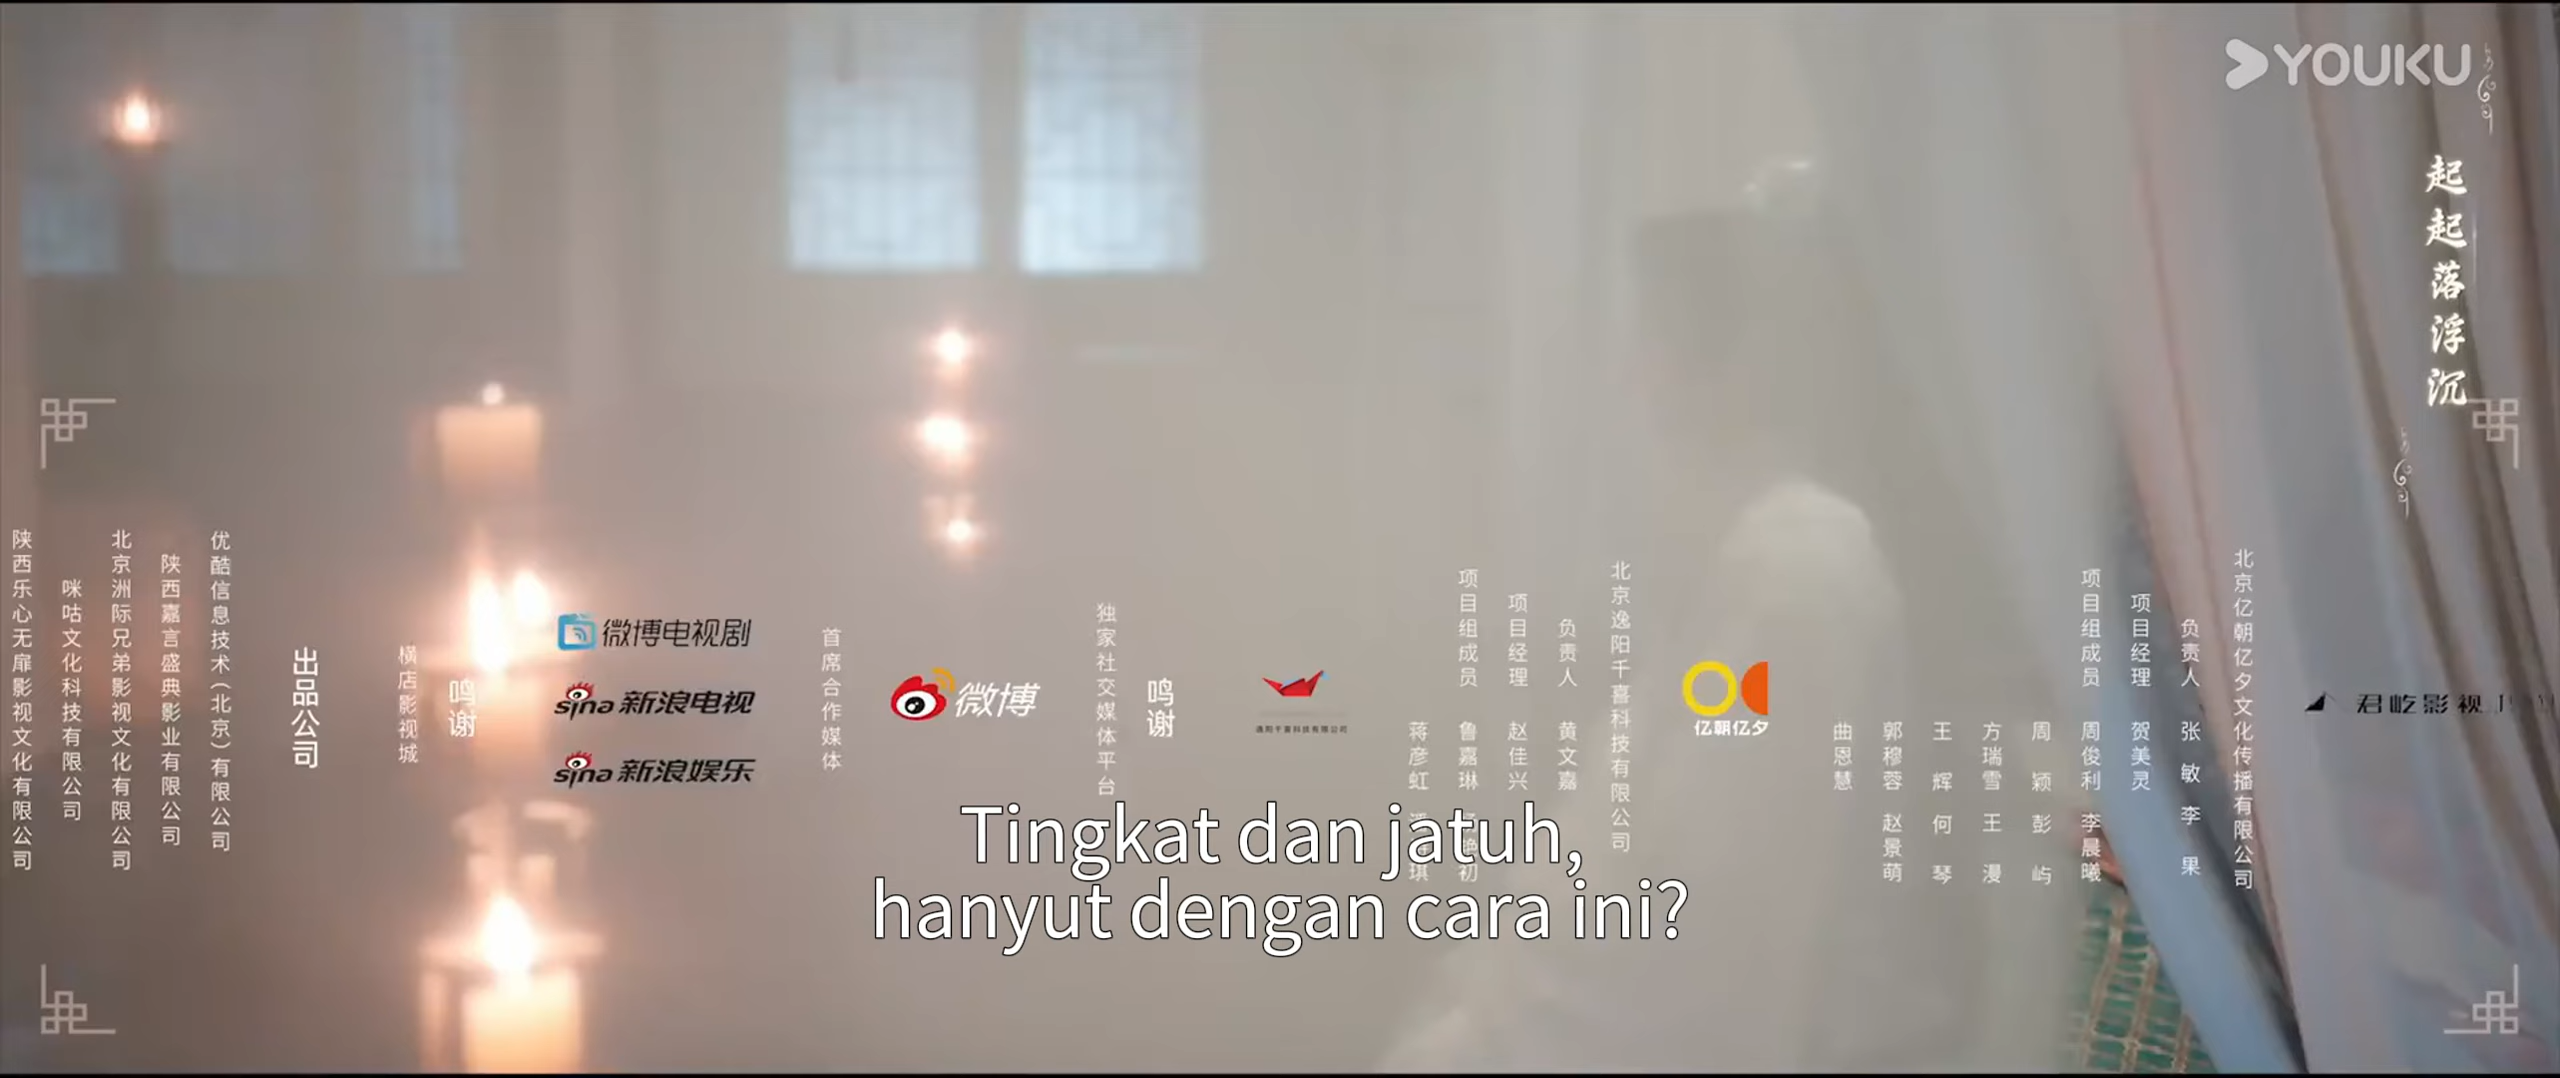 YOUKU
起起落浮沉
君屹影视
北京亿朝亿夕文化传播有限公司
负责人 张敏 李果
项目经理 贺美灵
项目组成员 周俊利 李晨曦
周颖 彭屿
方瑞雪 王漫
王辉 何琴
郭穆蓉 赵景萌
曲恩慧
亿朝亿夕
北京逸阳千喜科技有限公司
负责人 黄文嘉
项目经理 赵佳兴
项目组成员 鲁嘉琳
蒋彦虹
鸣谢
独家社交媒体平台
微博
首席合作媒体
微博电视剧
sina 新浪电视
sina 新浪娱乐
鸣谢
横店影视城
出品公司
优酷信息技术(北京)有限公司
陕西嘉言盛典影业有限公司
北京洲际兄弟影视文化有限公司
咪咕文化科技有限公司
陕西乐心无扉影视文化有限公司
Tingkat dan jatuh,
hanyut dengan cara ini?